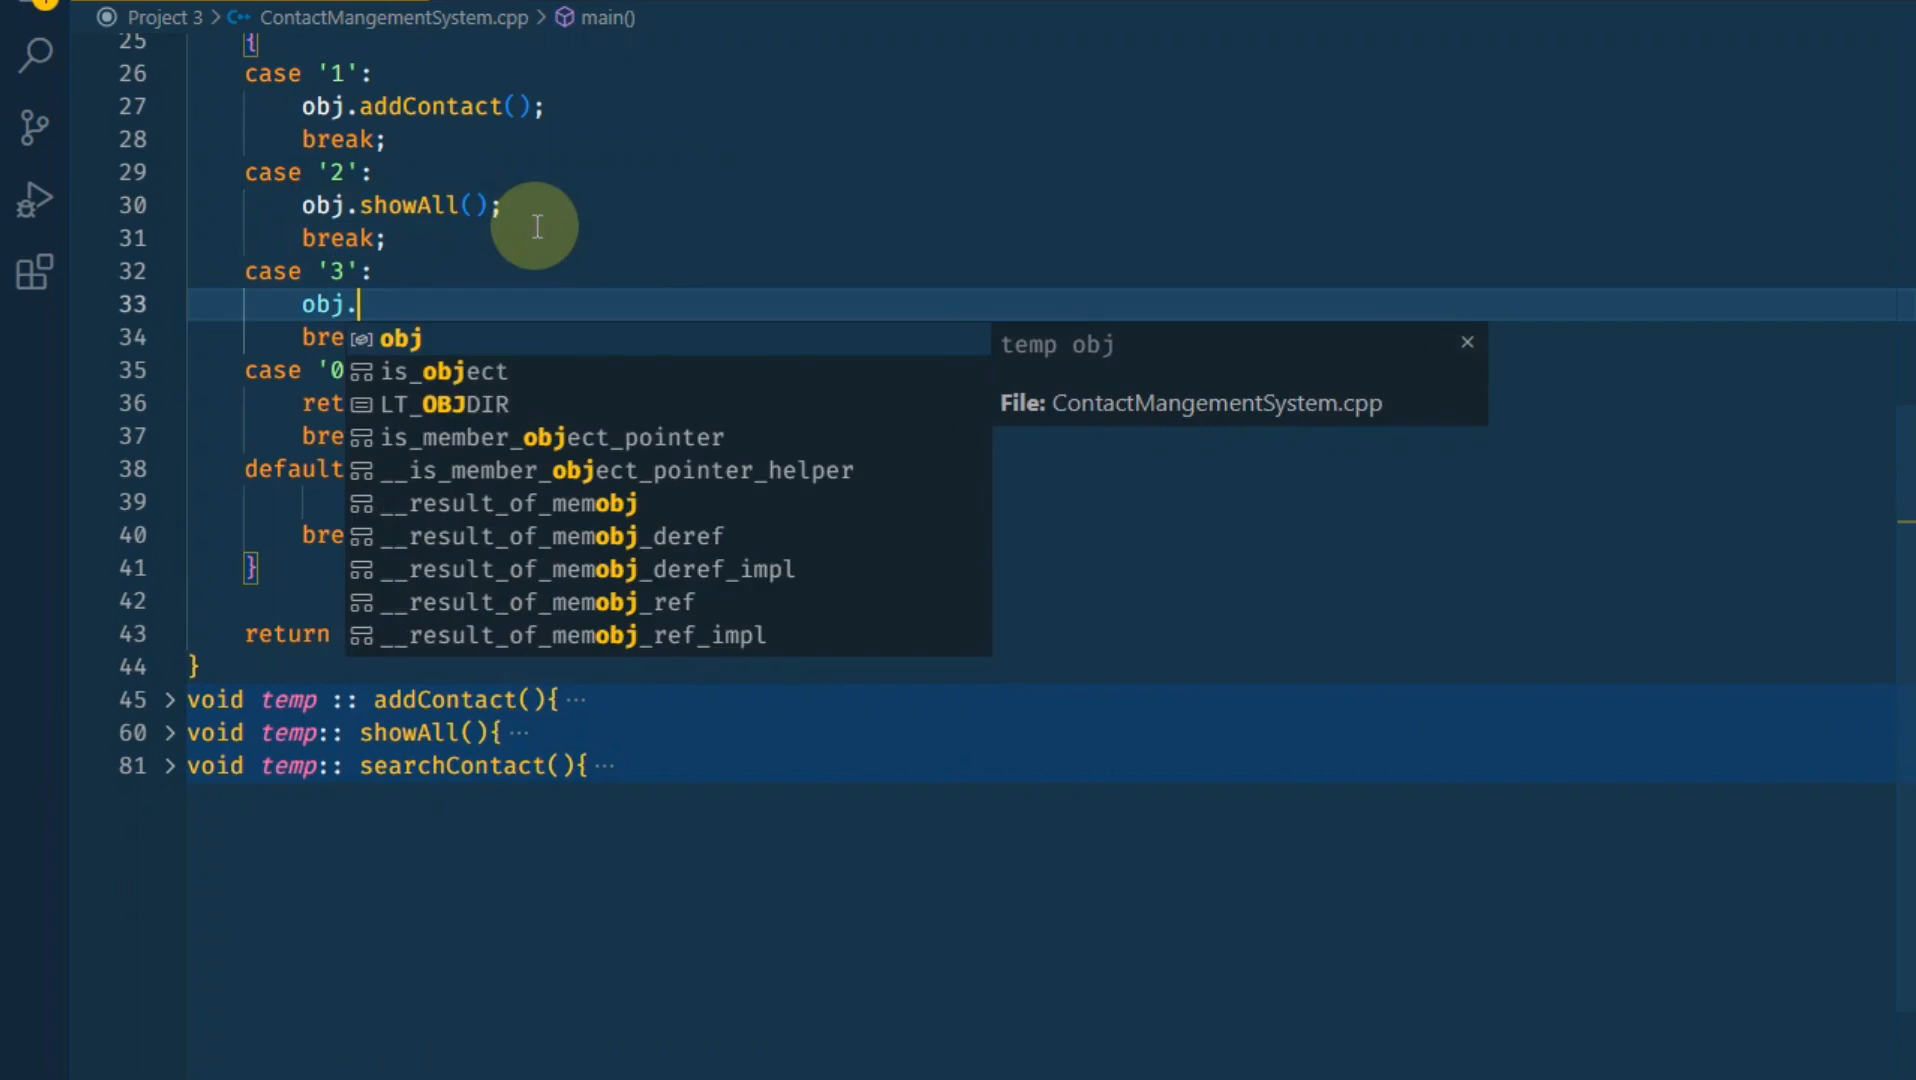 1
Project 3 > C++ ContactMangementSystem.cpp > main()
25 {
26 case '1':
27 obj.addContact();
28 break;
29 case '2':
30 obj.showAll();
31 break;
32 case '3':
33 obj.
34 bre
35 case '0
36 ret
37 bre
38 default
39
40 bre
41 }
42
43 return
44 }
45 > void temp :: addContact(){ ···
60 > void temp:: showAll(){ ···
81 > void temp:: searchContact(){ ···
obj
is_object
LT_OBJDIR
is_member_object_pointer
__is_member_object_pointer_helper
__result_of_memobj
__result_of_memobj_deref
__result_of_memobj_deref_impl
__result_of_memobj_ref
__result_of_memobj_ref_impl
temp obj
File: ContactMangementSystem.cpp